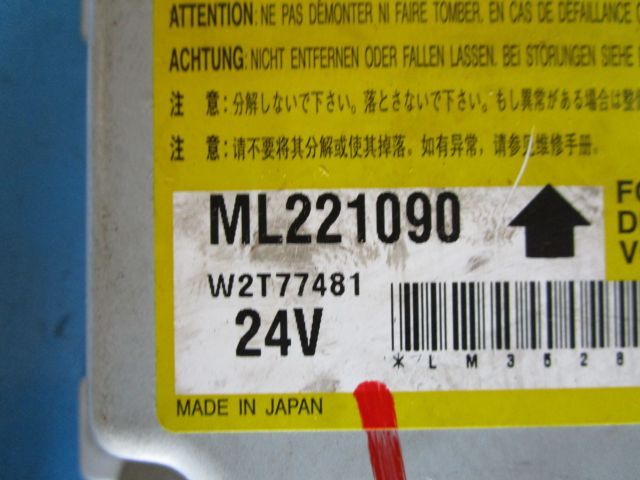 ATTENTION: NE PAS DÉMONTER NI FAIRE TOMBER. EN CAS DE DÉFAILLANCE
ACHTUNG: NICHT ENTFERNEN ODER FALLEN LASSEN. BEI STÖRUNGEN SIEHE
注 意:分解しないで下さい。落とさないで下さい。もし異常がある場合は整
注 意:请不要将其分解或使其掉落。如有异常，请参见维修手册.
ML221090
W2T77481
24V
FO
D
V
*LM3528
MADE IN JAPAN